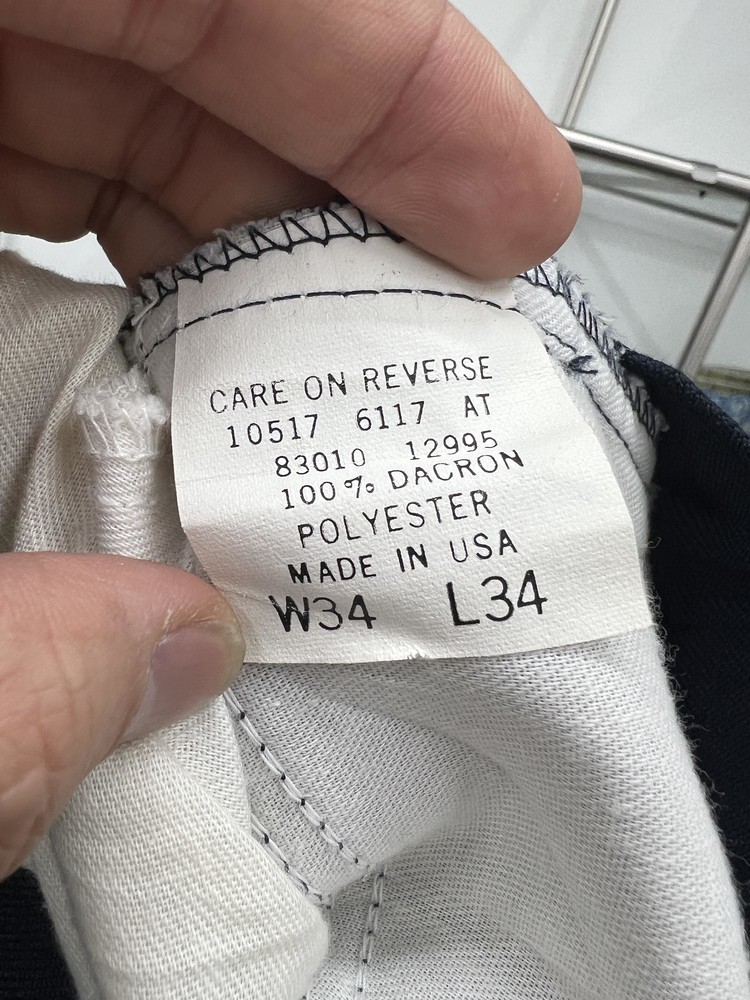 CARE ON REVERSE
10517 6117 AT
83010 12995
100% DACRON
POLYESTER
MADE IN USA
W34 L34